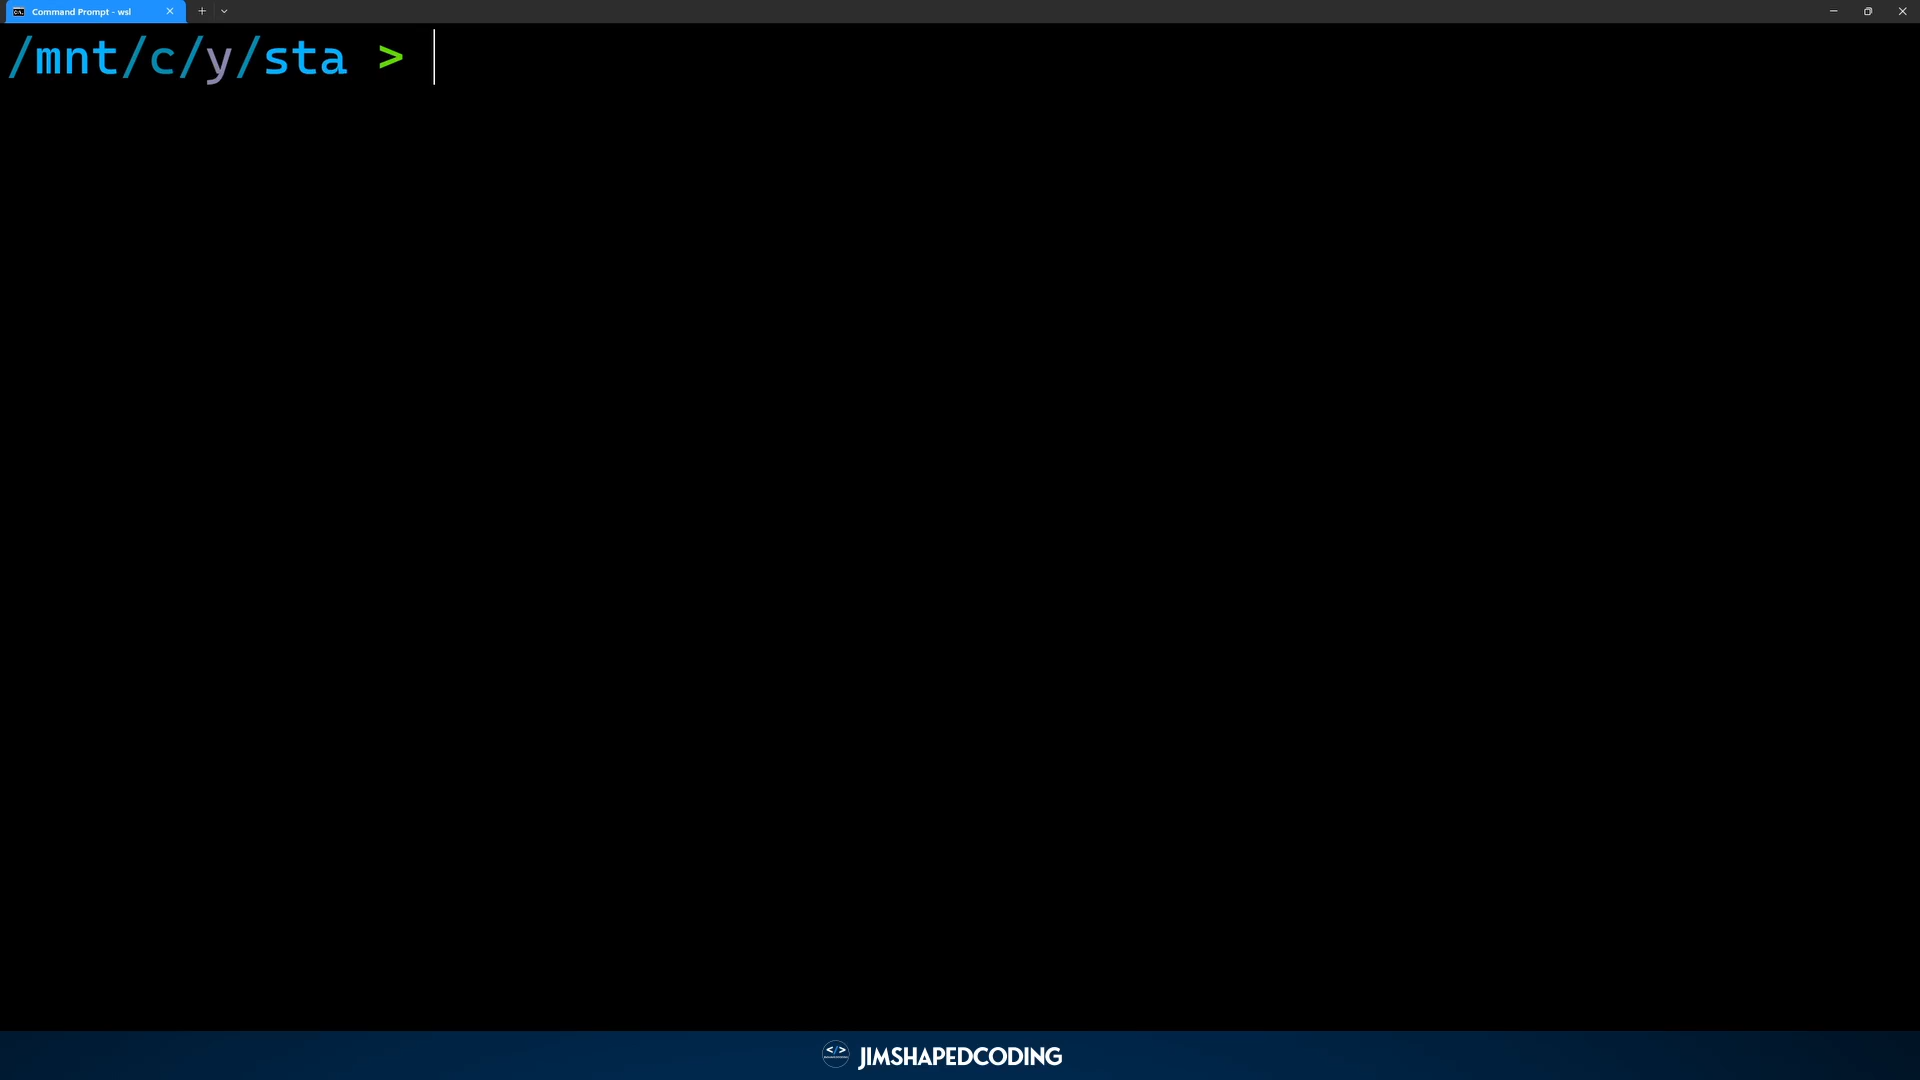 Command Prompt - wsl
/mnt/c/y/sta >
</> JIMSHAPEDCODING